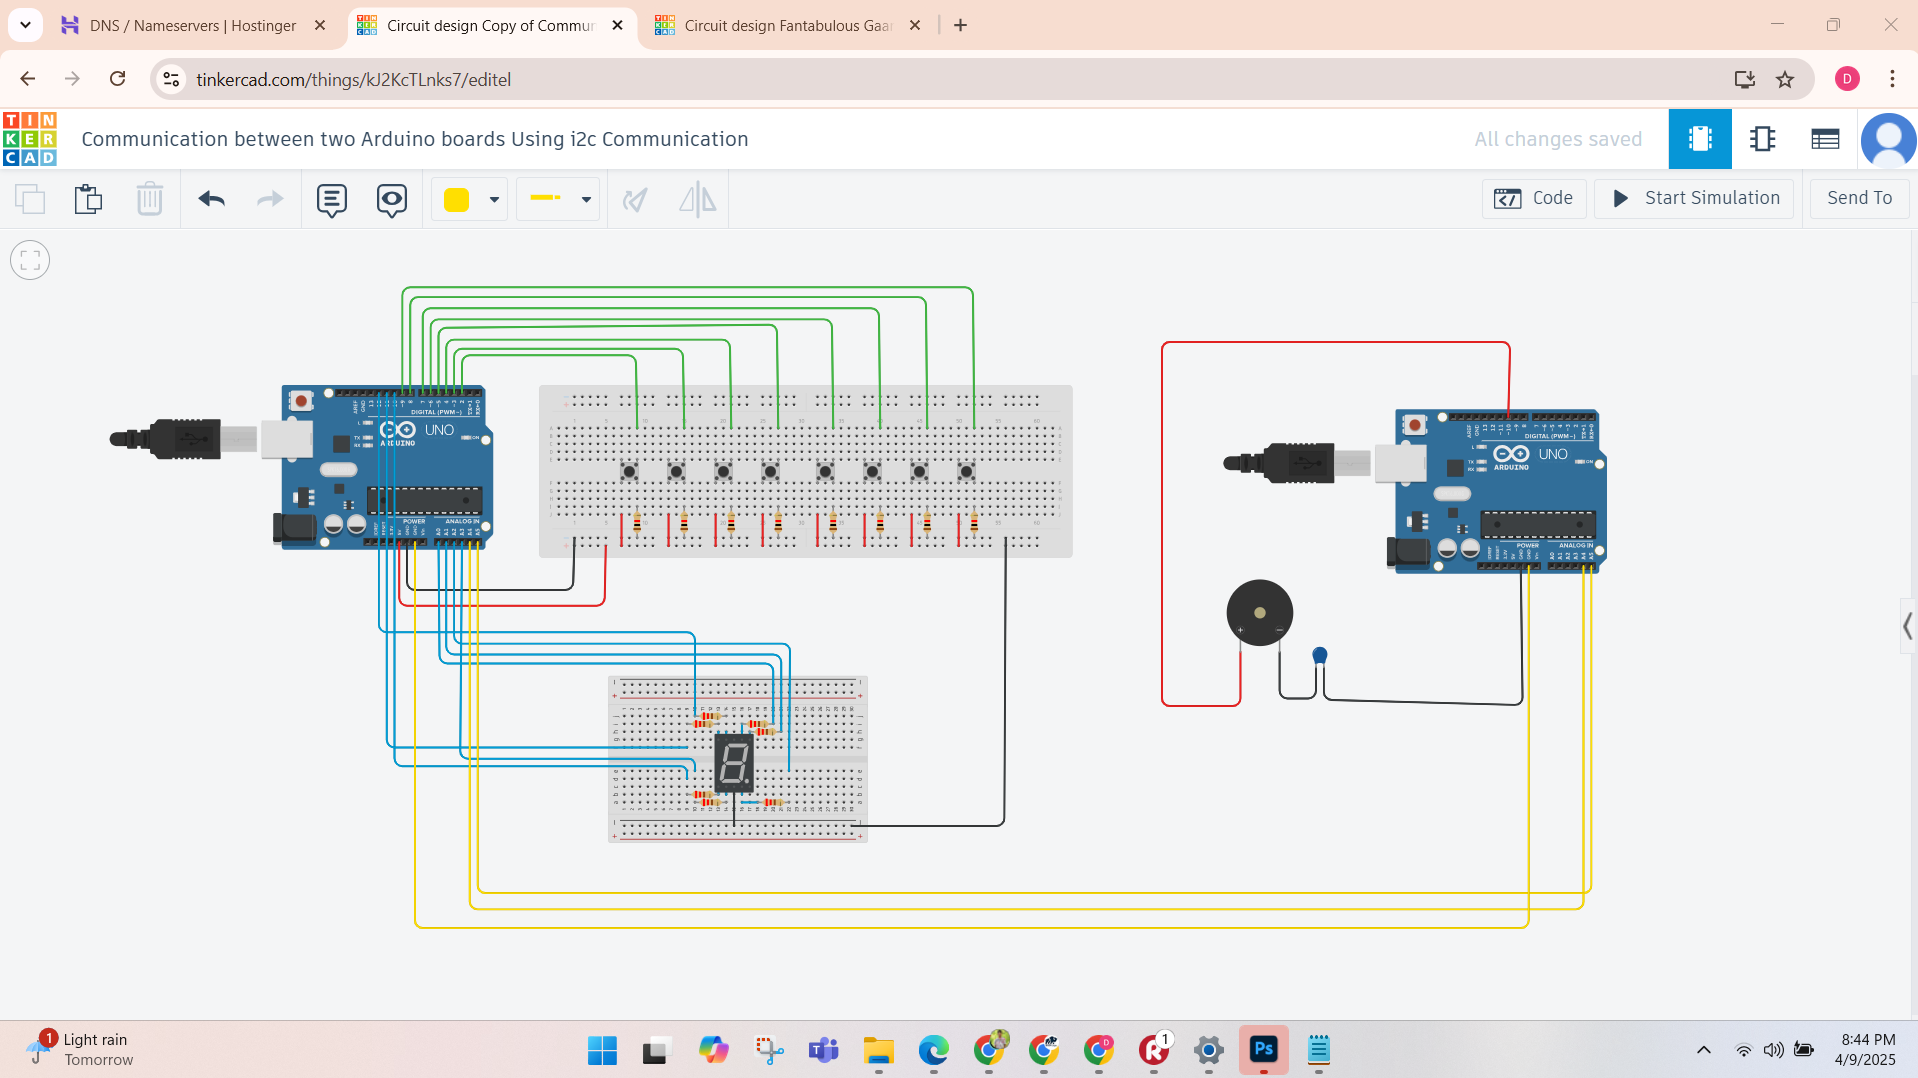 DNS / Nameservers | Hostinger
Circuit design Copy of Commun
Circuit design Fantabulous Gaa
tinkercad.com/things/kJ2KcTLnks7/editel
D
TIN
KER
CAD
Communication between two Arduino boards Using i2c Communication
All changes saved
Code
Start Simulation
Send To
DIGITAL (PWM~)
UNO
ARDUINO
POWER
ANALOG IN
DIGITAL (PWM~)
UNO
ARDUINO
POWER
ANALOG IN
1
Light rain
Tomorrow
D
1
Ps
8:44 PM
4/9/2025